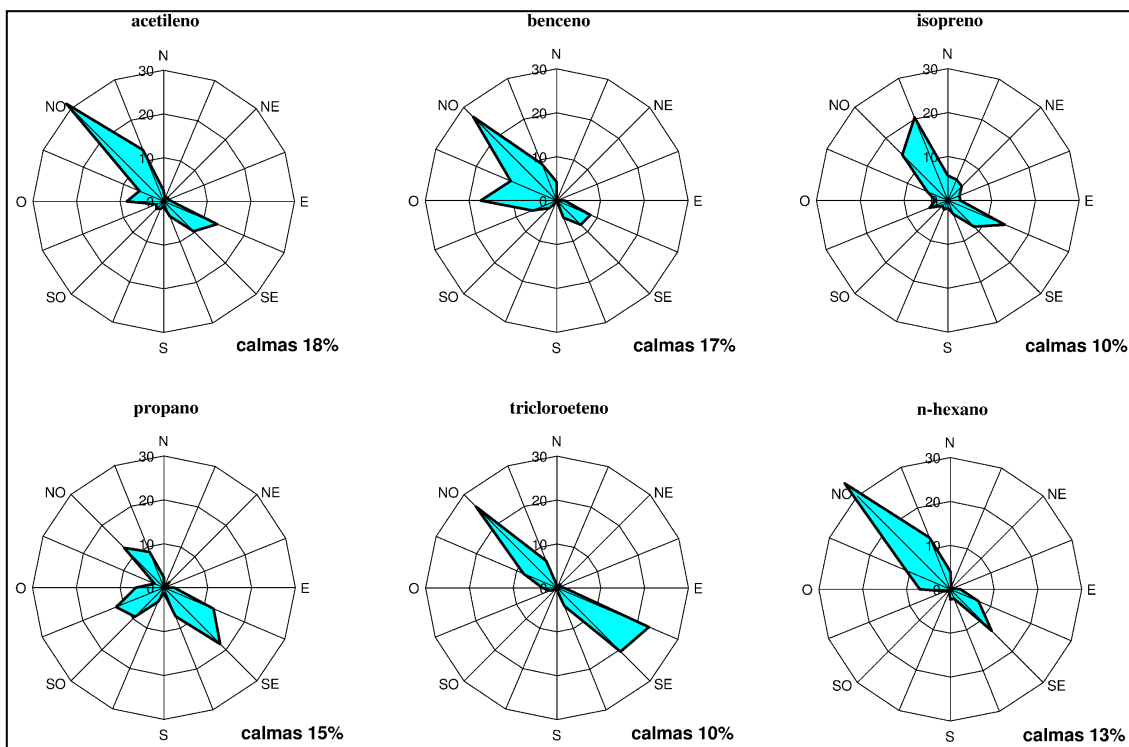 acetileno
N
30
NO
NE
20
10
O
0
E
SO
SE
S
calmas 18%
benceno
N
30
NO
NE
20
10
O
0
E
SO
SE
S
calmas 17%
isopreno
N
30
NO
NE
20
10
O
0
E
SO
SE
S
calmas 10%
propano
N
30
NO
NE
20
10
O
0
E
SO
SE
S
calmas 15%
tricloroeteno
N
30
NO
NE
20
10
O
0
E
SO
SE
S
calmas 10%
n-hexano
N
30
NO
NE
20
10
O
0
E
SO
SE
S
calmas 13%